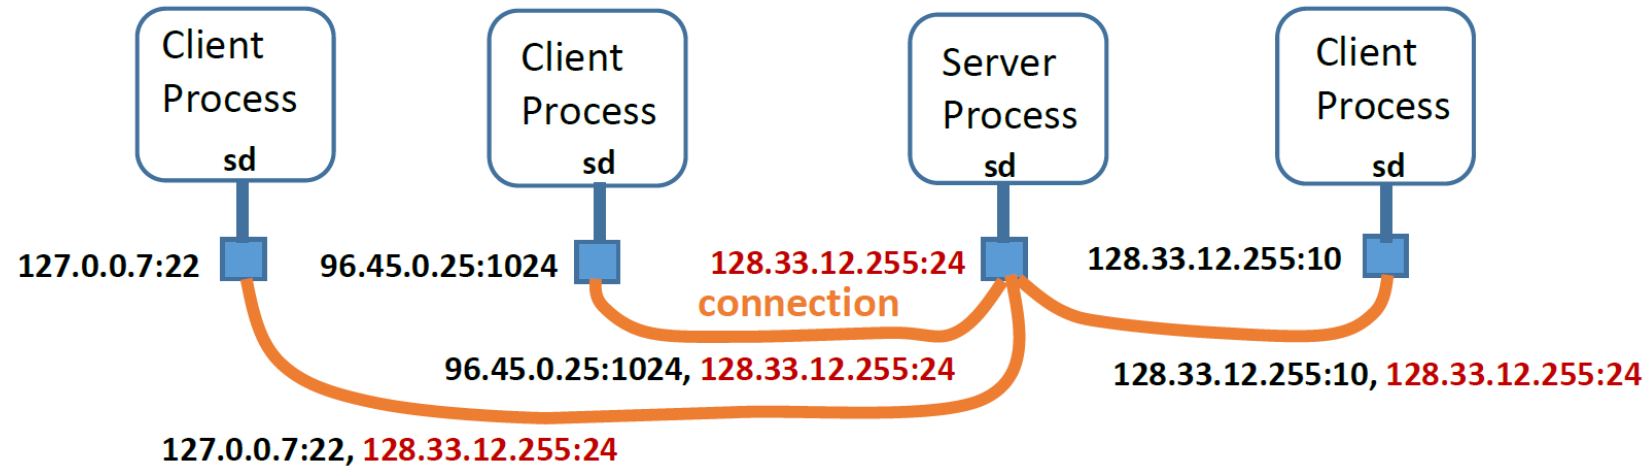 Client
Process
sd
Client
Process
sd
Server
Process
sd
Client
Process
sd
127.0.0.7:22
96.45.0.25:1024
128.33.12.255:24
128.33.12.255:10
connection
96.45.0.25:1024, 128.33.12.255:24
128.33.12.255:10, 128.33.12.255:24
127.0.0.7:22, 128.33.12.255:24